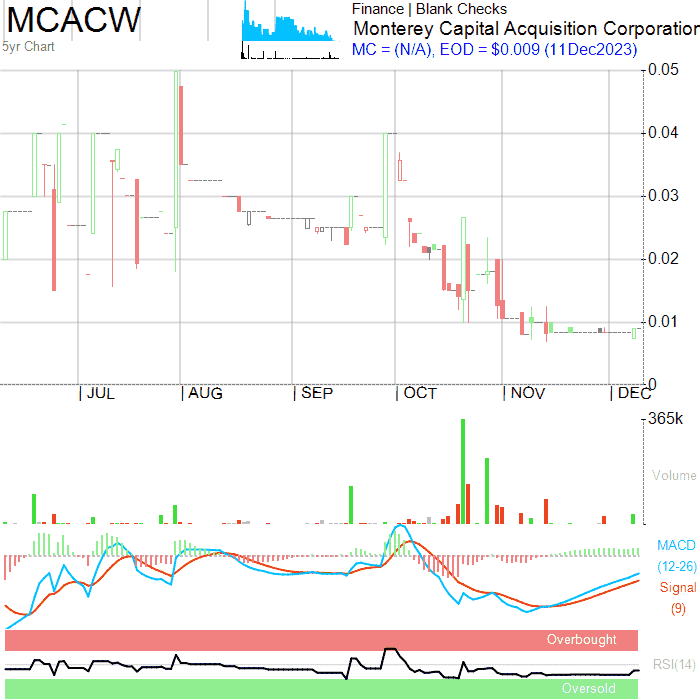 MCACW
5yr Chart
Finance | Blank Checks
Monterey Capital Acquisition Corporation
MC = (N/A), EOD = $0.009 (11Dec2023)
0.05
0.04
0.03
0.02
0.01
0
| JUL | AUG | SEP | OCT | NOV | DEC
365k
Volume
MACD
(12-26)
Signal
(9)
Overbought
RSI(14)
Oversold